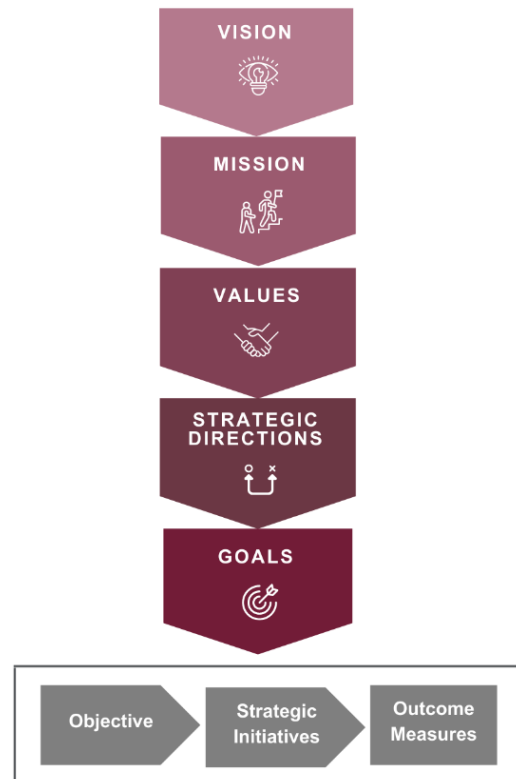 VISION
MISSION
VALUES
STRATEGIC
DIRECTIONS
GOALS
Objective
Strategic
Initiatives
Outcome
Measures